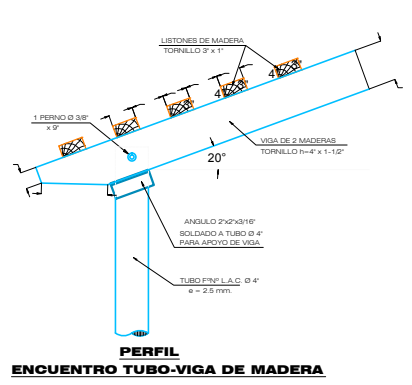 LISTONES DE MADERA
TORNILLO 3" x 1"
4
4
4
1 PERNO Ø 3/8"
x 9"
VIGA DE 2 MADERAS
TORNILLO h=4" x 1-1/2"
20°
ANGULO 2"x2"x3/16"
SOLDADO A TUBO Ø 4"
PARA APOYO DE VIGA
TUBO FºNº L.A.C. Ø 4"
e = 2.5 mm.
PERFIL
ENCUENTRO TUBO-VIGA DE MADERA